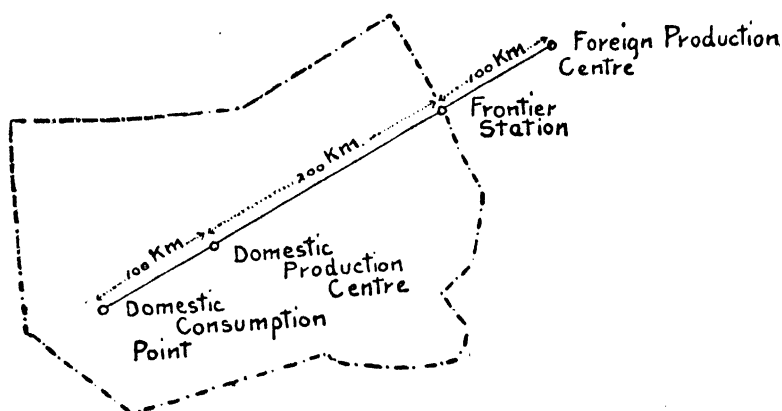 Foreign Production
Centre
100 Km
Frontier
Station
200 Km.
100 Km
Domestic
Production
Centre
Domestic
Consumption
Point